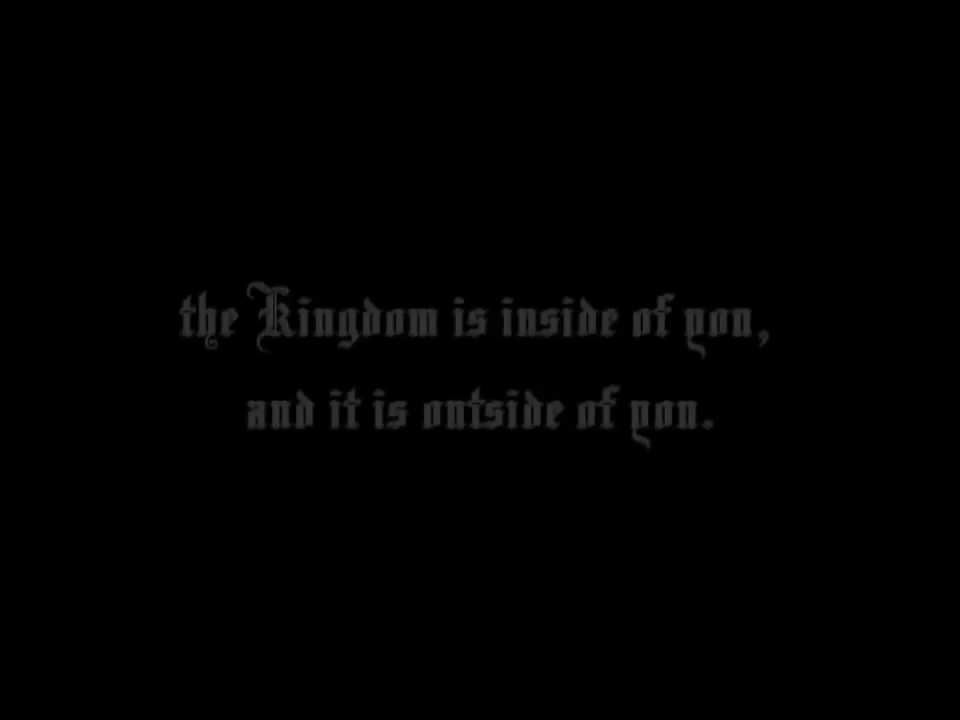 the Kingdom is inside of you,
and it is outside of you.